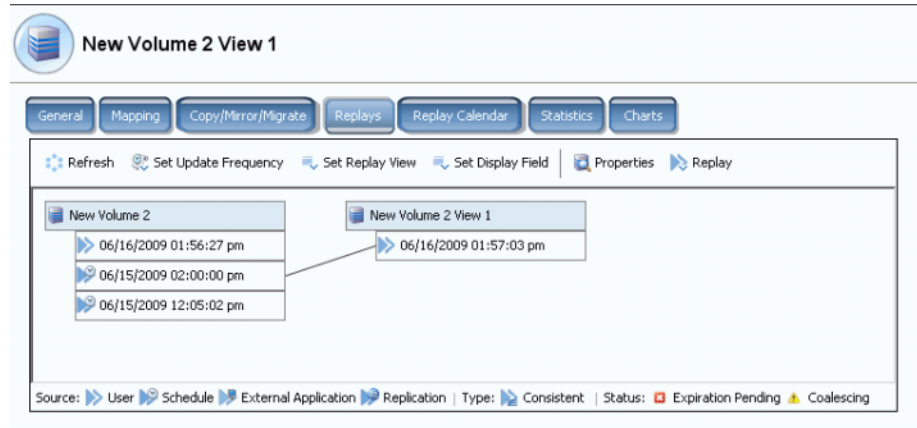 New Volume 2 View 1
General Mapping Copy/Mirror/Migrate Replays Replay Calendar Statistics Charts
Refresh Set Update Frequency Set Replay View Set Display Field Properties Replay
New Volume 2 New Volume 2 View 1
06/16/2009 01:56:27 pm 06/16/2009 01:57:03 pm
06/15/2009 02:00:00 pm
06/15/2009 12:05:02 pm
Source: User Schedule External Application Replication | Type: Consistent | Status: Expiration Pending Coalescing